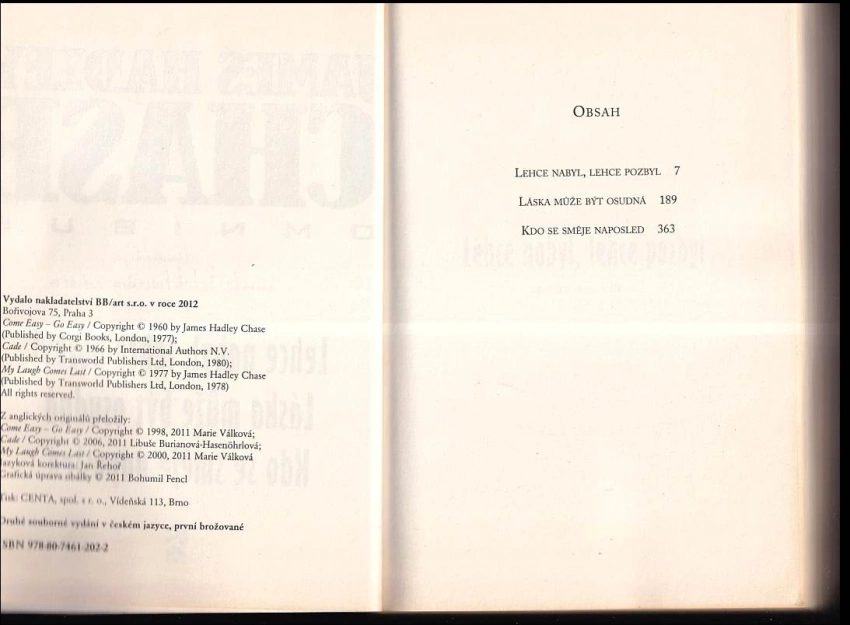 Vydalo nakladatelství BB/art s.r.o. v roce 2012
Bořivojova 75, Praha 3
Come Easy – Go Easy / Copyright © 1960 by James Hadley Chase
(Published by Corgi Books, London, 1977);
Cade / Copyright © 1966 by International Authors N.V.
(Published by Transworld Publishers Ltd, London, 1980);
My Laugh Comes Last / Copyright © 1977 by James Hadley Chase
(Published by Transworld Publishers Ltd, London, 1978)
All rights reserved.
Z anglických originálů přeložily:
Come Easy – Go Easy / Copyright © 1998, 2011 Marie Válková;
Cade / Copyright © 2006, 2011 Libuše Burianová-Hasenöhrlová;
My Laugh Comes Last / Copyright © 2000, 2011 Marie Válková
Jazyková korektura: Jan Řehoř
Grafická úprava obálky © 2011 Bohumil Fencl
Tisk: CENTA, spol. s r. o., Vídeňská 113, Brno
Druhé souborné vydání v českém jazyce, první brožované
ISBN 978-80-7461-202-2
OBSAH
LEHCE NABYL, LEHCE POZBYL 7
LÁSKA MŮŽE BÝT OSUDNÁ 189
KDO SE SMĚJE NAPOSLED 363